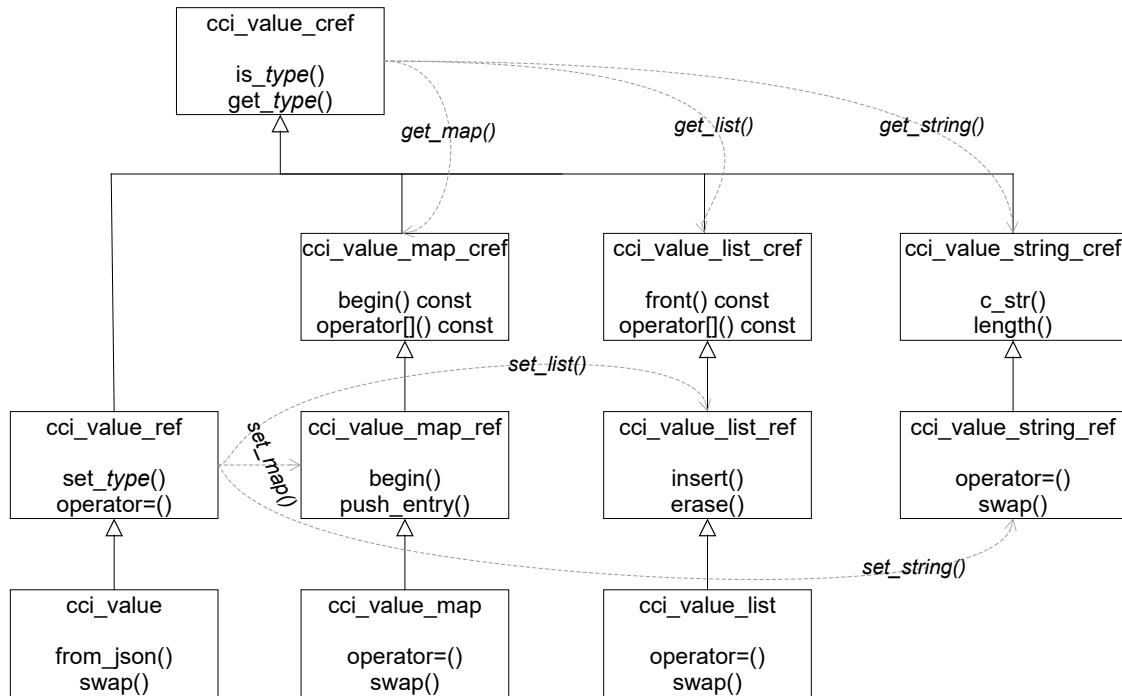 cci_value_cref
is_type()
get_type()
get_map()
get_list()
get_string()
cci_value_map_cref
begin() const
operator[]() const
cci_value_list_cref
front() const
operator[]() const
cci_value_string_cref
c_str()
length()
set_list()
cci_value_ref
set_type()
operator=()
set_map()
cci_value_map_ref
begin()
push_entry()
cci_value_list_ref
insert()
erase()
cci_value_string_ref
operator=()
swap()
set_string()
cci_value
from_json()
swap()
cci_value_map
operator=()
swap()
cci_value_list
operator=()
swap()